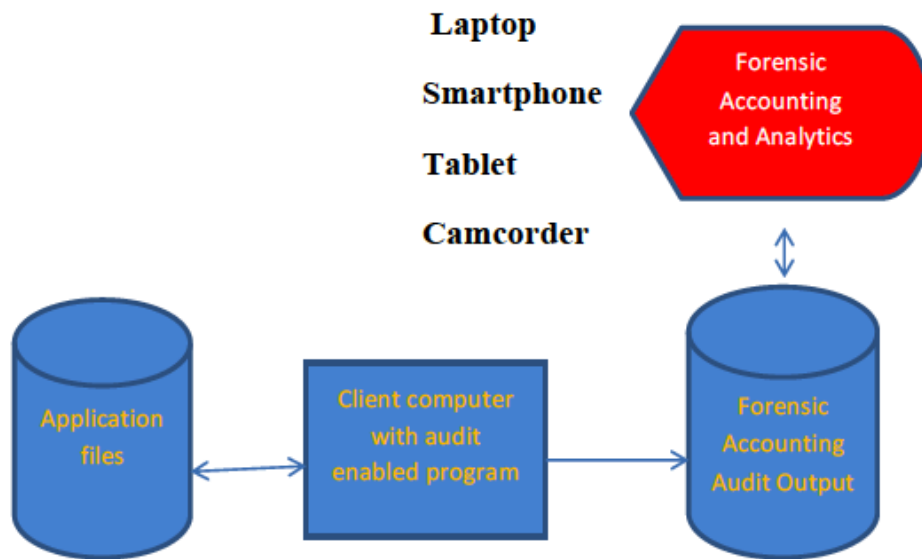 Laptop
Smartphone
Tablet
Camcorder
Forensic
Accounting
and Analytics
Application
files
Client computer
with audit
enabled program
Forensic
Accounting
Audit Output